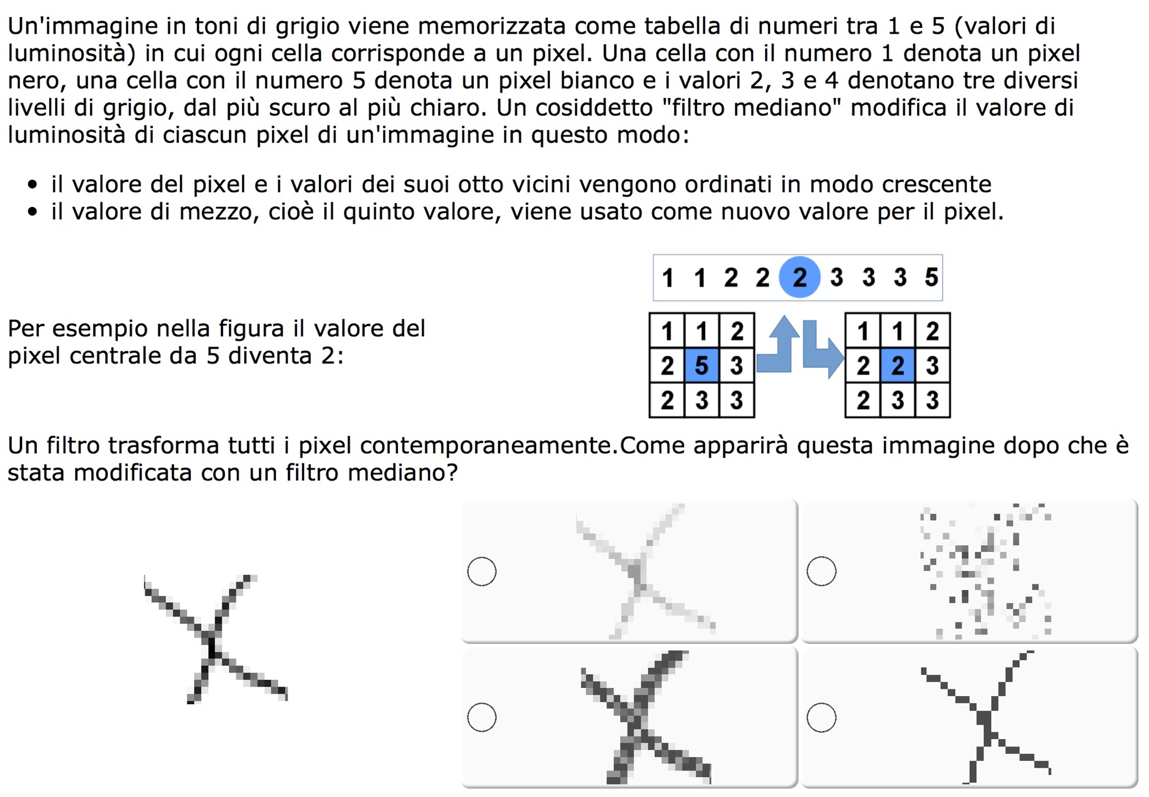 Un'immagine in toni di grigio viene memorizzata come tabella di numeri tra 1 e 5 (valori di
luminosità) in cui ogni cella corrisponde a un pixel. Una cella con il numero 1 denota un pixel
nero, una cella con il numero 5 denota un pixel bianco e i valori 2, 3 e 4 denotano tre diversi
livelli di grigio, dal più scuro al più chiaro. Un cosiddetto "filtro mediano" modifica il valore di
luminosità di ciascun pixel di un'immagine in questo modo:
• il valore del pixel e i valori dei suoi otto vicini vengono ordinati in modo crescente
• il valore di mezzo, cioè il quinto valore, viene usato come nuovo valore per il pixel.
1 1 2 2 2 3 3 3 5
Per esempio nella figura il valore del
pixel centrale da 5 diventa 2:
1 1 2
2 5 3
2 3 3
1 1 2
2 2 3
2 3 3
Un filtro trasforma tutti i pixel contemporaneamente.Come apparirà questa immagine dopo che è
stata modificata con un filtro mediano?